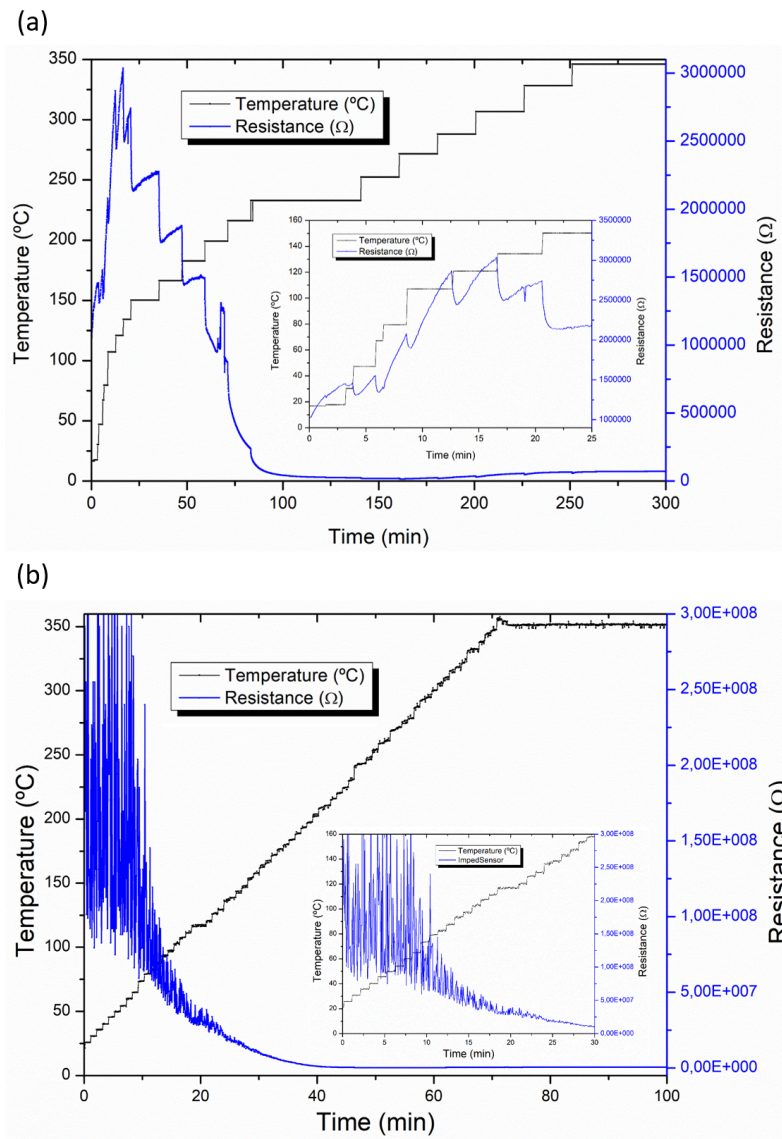 (a)
350
300
250
200
150
100
50
0
Temperature (ºC)
Temperature (ºC)
Resistance (Ω)
3000000
2500000
2000000
1500000
1000000
500000
0
Resistance (Ω)
0 50 100 150 200 250 300
Time (min)
160
140
120
100
80
60
40
20
0
Temperature (ºC)
Temperature (ºC)
Resistance (Ω)
3500000
3000000
2500000
2000000
1500000
1000000
Resistance (Ω)
0 5 10 15 20 25
Time (min)
(b)
350
300
250
200
150
100
50
0
Temperature (ºC)
Temperature (ºC)
Resistance (Ω)
3,00E+008
2,50E+008
2,00E+008
1,50E+008
1,00E+008
5,00E+007
0,00E+000
Resistance (Ω)
0 20 40 60 80 100
Time (min)
160
140
120
100
80
60
40
20
0
Temperature (ºC)
Temperature (ºC)
ImpedSensor
3,00E+008
2,50E+008
2,00E+008
1,50E+008
1,00E+008
5,00E+007
0,00E+000
Resistance (Ω)
0 5 10 15 20 25 30
Time (min)